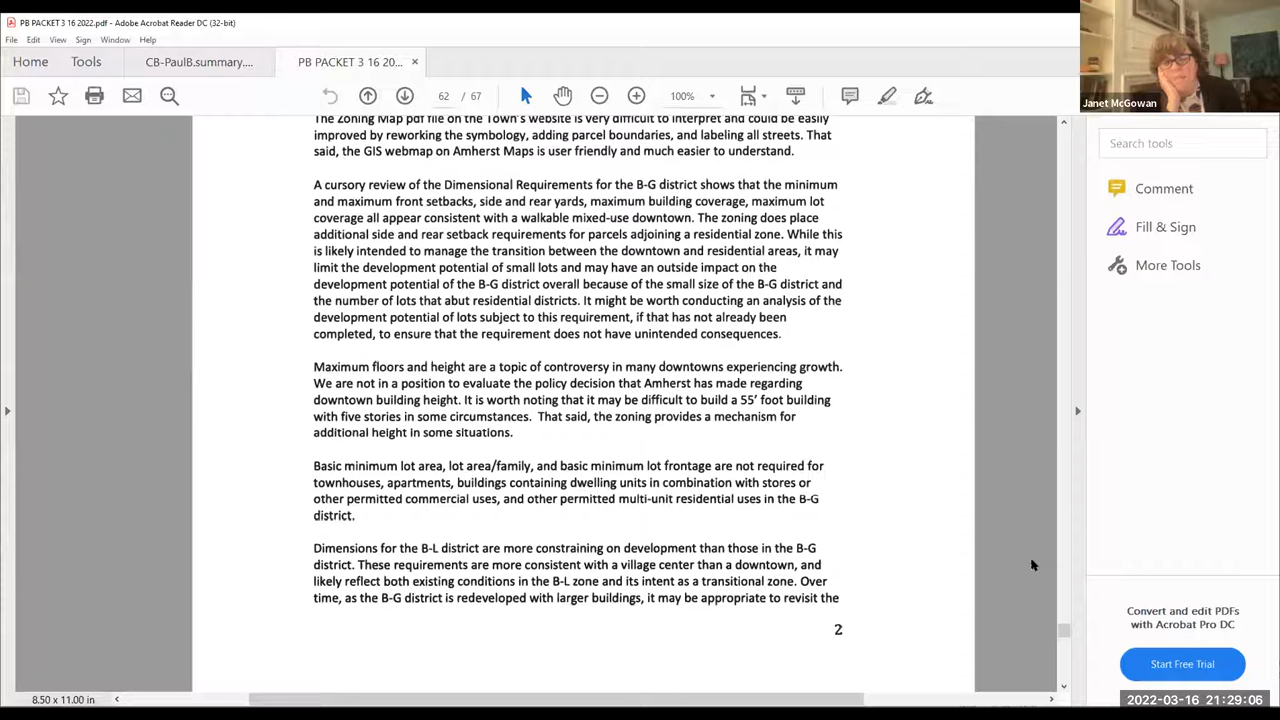 PB PACKET 3 16 2022.pdf - Adobe Acrobat Reader DC (32-bit)
File Edit View Sign Window Help
Home Tools CB-PaulB.summary.... PB PACKET 3 16 20... ×
62 / 67 100%
Janet McGowan
The Zoning Map pdf file on the Town's website is very difficult to interpret and could be easily
improved by reworking the symbology, adding parcel boundaries, and labeling all streets. That
said, the GIS webmap on Amherst Maps is user friendly and much easier to understand.
A cursory review of the Dimensional Requirements for the B-G district shows that the minimum
and maximum front setbacks, side and rear yards, maximum building coverage, maximum lot
coverage all appear consistent with a walkable mixed-use downtown. The zoning does place
additional side and rear setback requirements for parcels adjoining a residential zone. While this
is likely intended to manage the transition between the downtown and residential areas, it may
limit the development potential of small lots and may have an outside impact on the
development potential of the B-G district overall because of the small size of the B-G district and
the number of lots that abut residential districts. It might be worth conducting an analysis of the
development potential of lots subject to this requirement, if that has not already been
completed, to ensure that the requirement does not have unintended consequences.
Maximum floors and height are a topic of controversy in many downtowns experiencing growth.
We are not in a position to evaluate the policy decision that Amherst has made regarding
downtown building height. It is worth noting that it may be difficult to build a 55' foot building
with five stories in some circumstances. That said, the zoning provides a mechanism for
additional height in some situations.
Basic minimum lot area, lot area/family, and basic minimum lot frontage are not required for
townhouses, apartments, buildings containing dwelling units in combination with stores or
other permitted commercial uses, and other permitted multi-unit residential uses in the B-G
district.
Dimensions for the B-L district are more constraining on development than those in the B-G
district. These requirements are more consistent with a village center than a downtown, and
likely reflect both existing conditions in the B-L zone and its intent as a transitional zone. Over
time, as the B-G district is redeveloped with larger buildings, it may be appropriate to revisit the
2
8.50 x 11.00 in
Search tools
Comment
Fill & Sign
More Tools
Convert and edit PDFs
with Acrobat Pro DC
Start Free Trial
2022-03-16 21:29:06